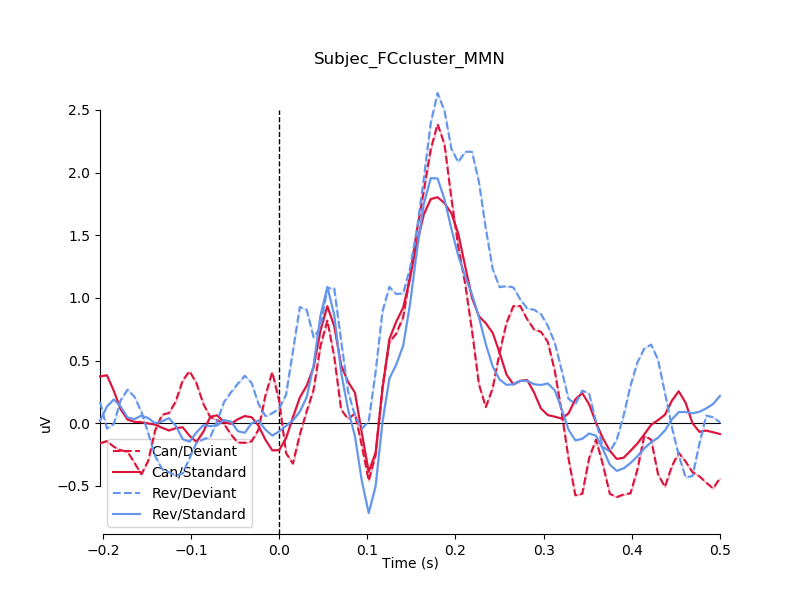 Subjec_FCcluster_MMN
2.5
2.0
1.5
1.0
0.5
0.0
−0.5
uV
Can/Deviant
Can/Standard
Rev/Deviant
Rev/Standard
−0.2 −0.1 0.0 0.1 0.2 0.3 0.4 0.5
Time (s)